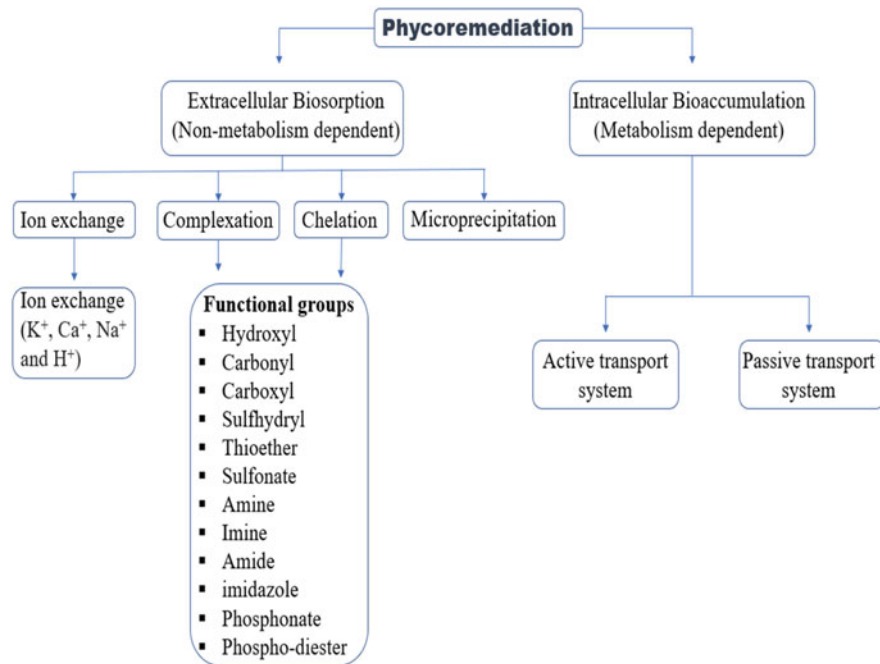 Phycoremediation
Extracellular Biosorption
(Non-metabolism dependent)
Intracellular Bioaccumulation
(Metabolism dependent)
Ion exchange
Complexation
Chelation
Microprecipitation
Ion exchange
(K⁺, Ca⁺, Na⁺
and H⁺)
Functional groups
▪ Hydroxyl
▪ Carbonyl
▪ Carboxyl
▪ Sulfhydryl
▪ Thioether
▪ Sulfonate
▪ Amine
▪ Imine
▪ Amide
▪ imidazole
▪ Phosphonate
▪ Phospho-diester
Active transport
system
Passive transport
system